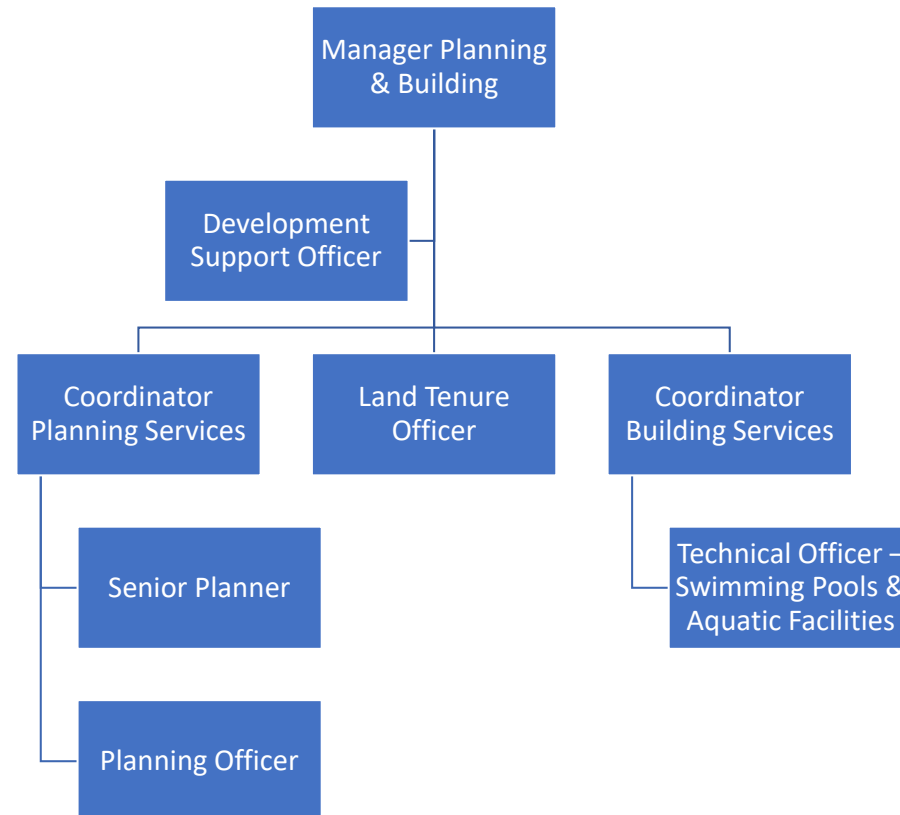 Manager Planning
& Building
Development
Support Officer
Coordinator
Planning Services
Land Tenure
Officer
Coordinator
Building Services
Senior Planner
Technical Officer –
Swimming Pools &
Aquatic Facilities
Planning Officer